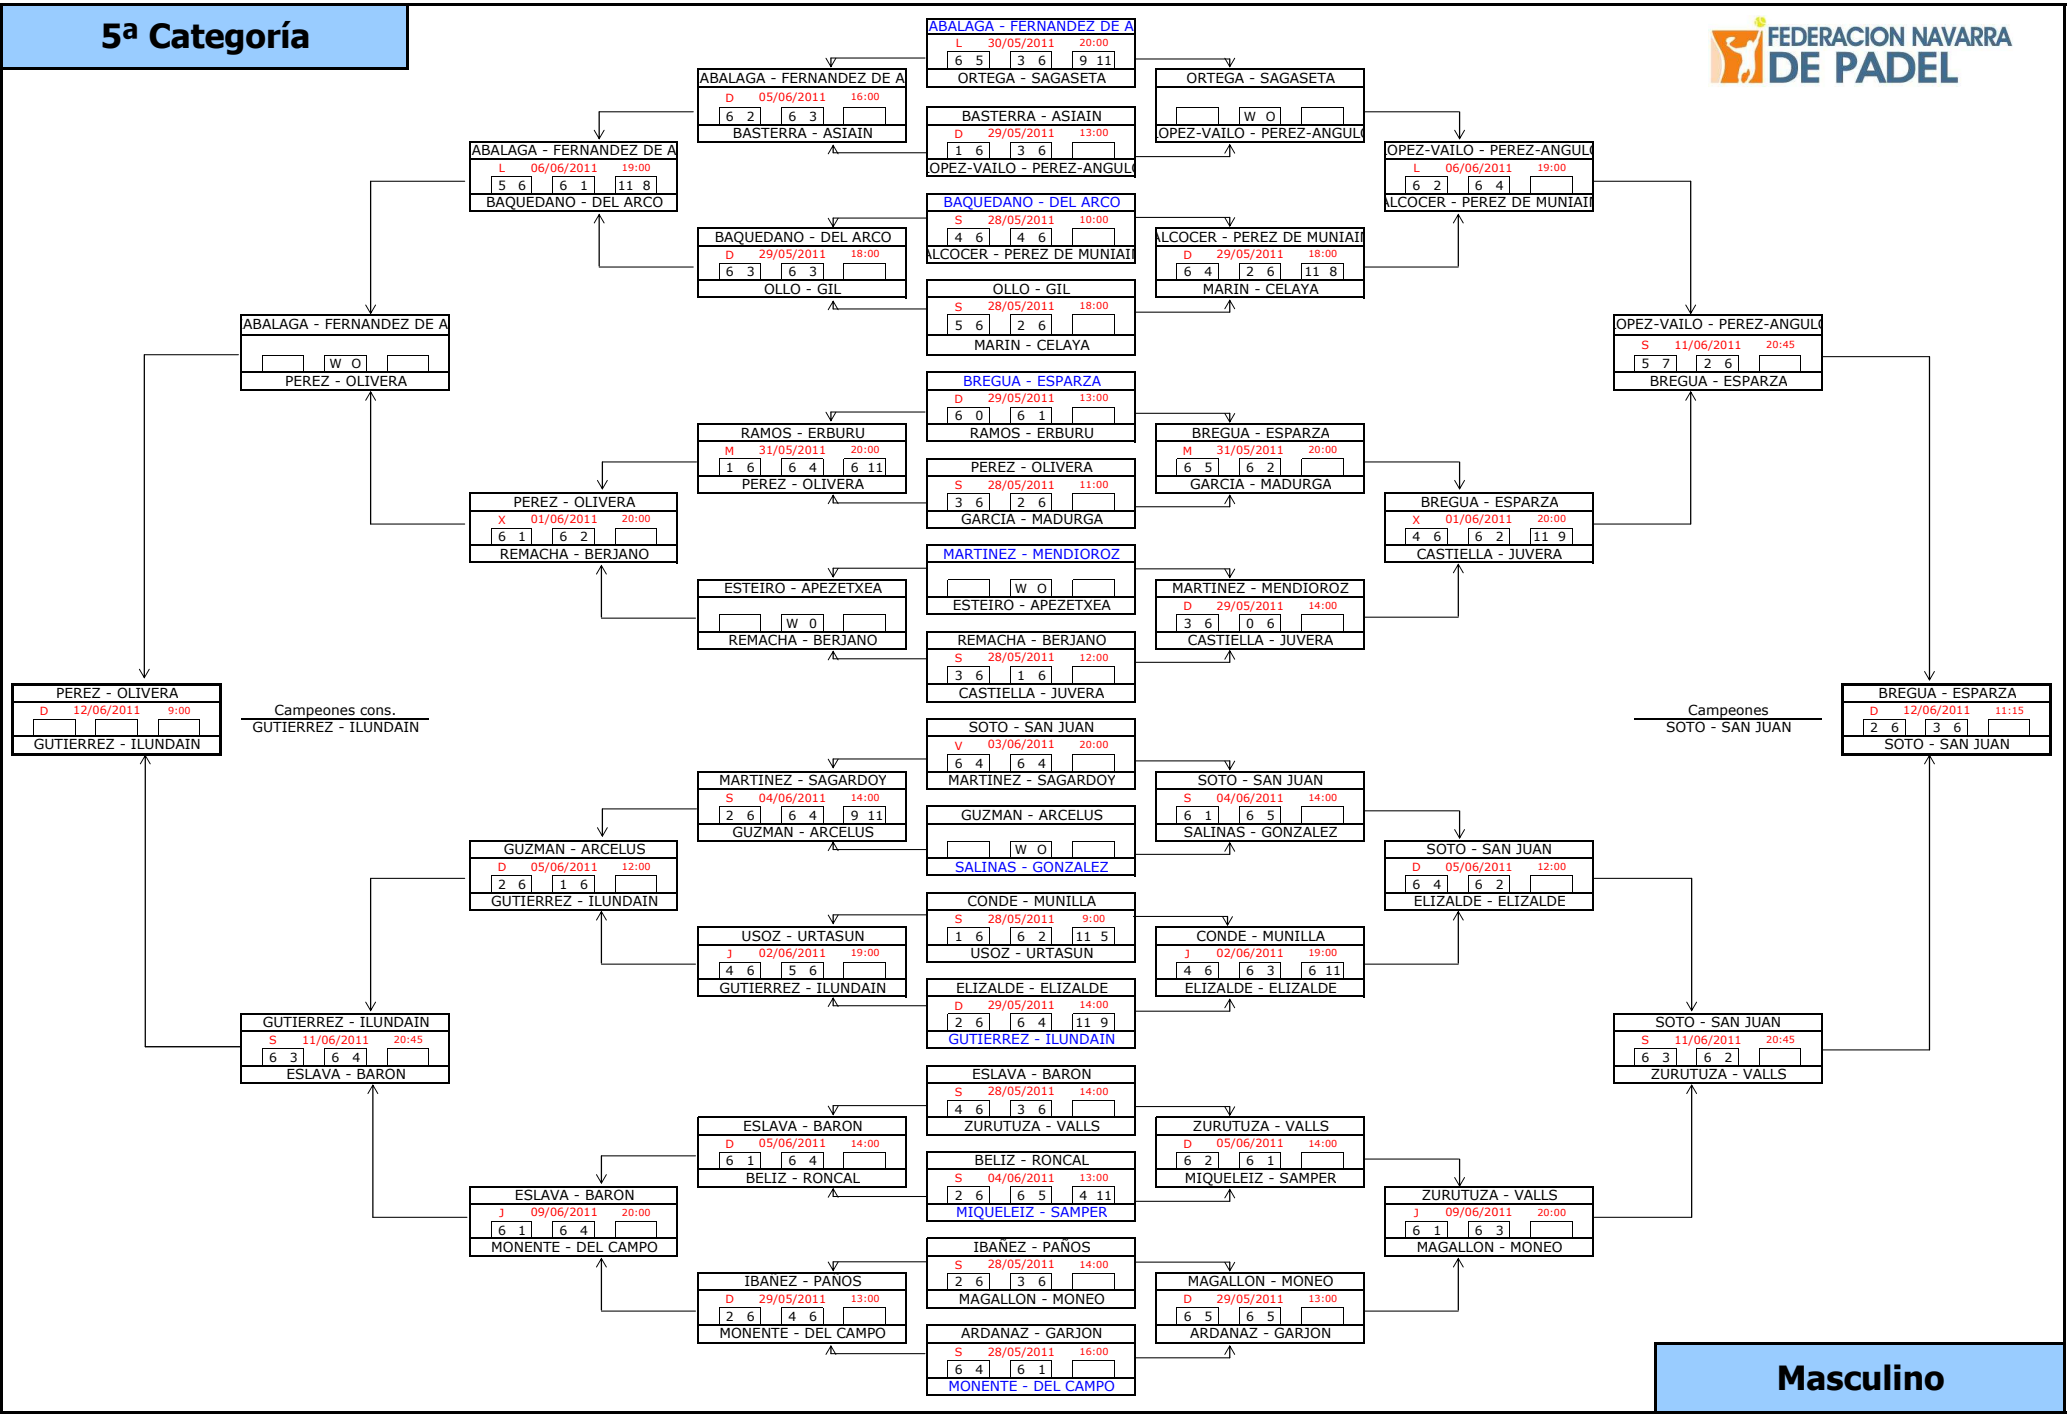 5ª Categoría
FEDERACION NAVARRA
DE PADEL
ABALAGA - FERNANDEZ DE A
L 30/05/2011 20:00
6 5 3 6 9 11
ORTEGA - SAGASETA
BASTERRA - ASIAIN
D 29/05/2011 13:00
1 6 3 6
OPEZ-VAILO - PEREZ-ANGUL
BAQUEDANO - DEL ARCO
S 28/05/2011 10:00
4 6 4 6
ALCOCER - PEREZ DE MUNIAI
OLLO - GIL
S 28/05/2011 18:00
5 6 2 6
MARIN - CELAYA
BREGUA - ESPARZA
D 29/05/2011 13:00
6 0 6 1
RAMOS - ERBURU
PEREZ - OLIVERA
S 28/05/2011 11:00
3 6 2 6
GARCIA - MADURGA
MARTINEZ - MENDIOROZ
W O
ESTEIRO - APEZETXEA
REMACHA - BERJANO
S 28/05/2011 12:00
3 6 1 6
CASTIELLA - JUVERA
SOTO - SAN JUAN
V 03/06/2011 20:00
6 4 6 4
MARTINEZ - SAGARDOY
GUZMAN - ARCELUS
W O
SALINAS - GONZALEZ
CONDE - MUNILLA
S 28/05/2011 9:00
1 6 6 2 11 5
USOZ - URTASUN
ELIZALDE - ELIZALDE
D 29/05/2011 14:00
2 6 6 4 11 9
GUTIERREZ - ILUNDAIN
ESLAVA - BARON
S 28/05/2011 14:00
4 6 3 6
ZURUTUZA - VALLS
BELIZ - RONCAL
S 04/06/2011 13:00
2 6 6 5 4 11
MIQUELEIZ - SAMPER
IBAÑEZ - PAÑOS
S 28/05/2011 14:00
2 6 3 6
MAGALLON - MONEO
ARDANAZ - GARJON
S 28/05/2011 16:00
6 4 6 1
MONENTE - DEL CAMPO
ABALAGA - FERNANDEZ DE A
D 05/06/2011 16:00
6 2 6 3
BASTERRA - ASIAIN
BAQUEDANO - DEL ARCO
D 29/05/2011 18:00
6 3 6 3
OLLO - GIL
RAMOS - ERBURU
M 31/05/2011 20:00
1 6 6 4 6 11
PEREZ - OLIVERA
ESTEIRO - APEZETXEA
W 0
REMACHA - BERJANO
MARTINEZ - SAGARDOY
S 04/06/2011 14:00
2 6 6 4 9 11
GUZMAN - ARCELUS
USOZ - URTASUN
J 02/06/2011 19:00
4 6 5 6
GUTIERREZ - ILUNDAIN
ESLAVA - BARON
D 05/06/2011 14:00
6 1 6 4
BELIZ - RONCAL
IBAÑEZ - PAÑOS
D 29/05/2011 13:00
2 6 4 6
MONENTE - DEL CAMPO
ABALAGA - FERNANDEZ DE A
L 06/06/2011 19:00
5 6 6 1 11 8
BAQUEDANO - DEL ARCO
PEREZ - OLIVERA
X 01/06/2011 20:00
6 1 6 2
REMACHA - BERJANO
GUZMAN - ARCELUS
D 05/06/2011 12:00
2 6 1 6
GUTIERREZ - ILUNDAIN
ESLAVA - BARON
J 09/06/2011 20:00
6 1 6 4
MONENTE - DEL CAMPO
ABALAGA - FERNANDEZ DE A
W O
PEREZ - OLIVERA
GUTIERREZ - ILUNDAIN
S 11/06/2011 20:45
6 3 6 4
ESLAVA - BARON
PEREZ - OLIVERA
D 12/06/2011 9:00
GUTIERREZ - ILUNDAIN
Campeones cons.
GUTIERREZ - ILUNDAIN
ORTEGA - SAGASETA
W O
OPEZ-VAILO - PEREZ-ANGUL
ALCOCER - PEREZ DE MUNIAI
D 29/05/2011 18:00
6 4 2 6 11 8
MARIN - CELAYA
BREGUA - ESPARZA
M 31/05/2011 20:00
6 5 6 2
GARCIA - MADURGA
MARTINEZ - MENDIOROZ
D 29/05/2011 14:00
3 6 0 6
CASTIELLA - JUVERA
SOTO - SAN JUAN
S 04/06/2011 14:00
6 1 6 5
SALINAS - GONZALEZ
CONDE - MUNILLA
J 02/06/2011 19:00
4 6 6 3 6 11
ELIZALDE - ELIZALDE
ZURUTUZA - VALLS
D 05/06/2011 14:00
6 2 6 1
MIQUELEIZ - SAMPER
MAGALLON - MONEO
D 29/05/2011 13:00
6 5 6 5
ARDANAZ - GARJON
OPEZ-VAILO - PEREZ-ANGUL
L 06/06/2011 19:00
6 2 6 4
ALCOCER - PEREZ DE MUNIAI
BREGUA - ESPARZA
X 01/06/2011 20:00
4 6 6 2 11 9
CASTIELLA - JUVERA
SOTO - SAN JUAN
D 05/06/2011 12:00
6 4 6 2
ELIZALDE - ELIZALDE
ZURUTUZA - VALLS
J 09/06/2011 20:00
6 1 6 3
MAGALLON - MONEO
OPEZ-VAILO - PEREZ-ANGUL
S 11/06/2011 20:45
5 7 2 6
BREGUA - ESPARZA
SOTO - SAN JUAN
S 11/06/2011 20:45
6 3 6 2
ZURUTUZA - VALLS
Campeones
SOTO - SAN JUAN
BREGUA - ESPARZA
D 12/06/2011 11:15
2 6 3 6
SOTO - SAN JUAN
Masculino